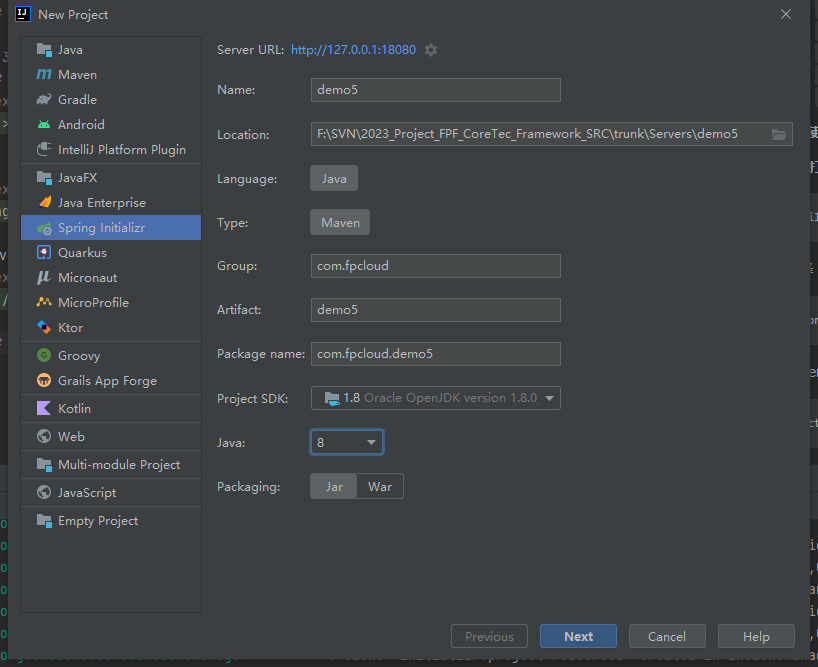 New Project
Java
Maven
Gradle
Android
IntelliJ Platform Plugin
JavaFX
Java Enterprise
Spring Initializr
Quarkus
Micronaut
MicroProfile
Ktor
Groovy
Grails App Forge
Kotlin
Web
Multi-module Project
JavaScript
Empty Project
Server URL: http://127.0.0.1:18080
Name: demo5
Location: F:\SVN\2023_Project_FPF_CoreTec_Framework_SRC\trunk\Servers\demo5
Language: Java
Type: Maven
Group: com.fpcloud
Artifact: demo5
Package name: com.fpcloud.demo5
Project SDK: 1.8 Oracle OpenJDK version 1.8.0
Java: 8
Packaging: Jar War
Previous Next Cancel Help